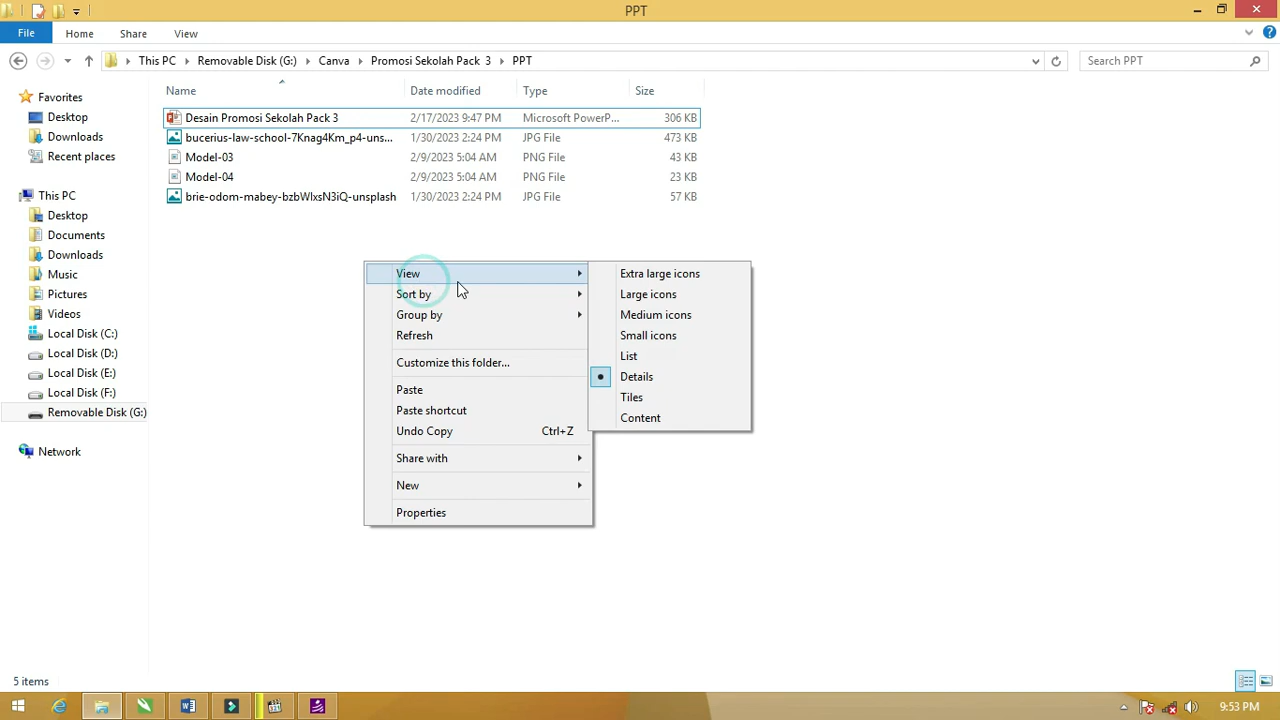 PPT
File Home Share View
This PC Removable Disk (G:) Canva Promosi Sekolah Pack 3 PPT Search PPT
Name Date modified Type Size
Desain Promosi Sekolah Pack 3 2/17/2023 9:47 PM Microsoft PowerP... 306 KB
bucerius-law-school-7Knag4Km_p4-uns... 1/30/2023 2:24 PM JPG File 473 KB
Model-03 2/9/2023 5:04 AM PNG File 43 KB
Model-04 2/9/2023 5:04 AM PNG File 23 KB
brie-odom-mabey-bzbWlxsN3iQ-unsplash 1/30/2023 2:24 PM JPG File 57 KB
Favorites
Desktop
Downloads
Recent places
This PC
Desktop
Documents
Downloads
Music
Pictures
Videos
Local Disk (C:)
Local Disk (D:)
Local Disk (E:)
Local Disk (F:)
Removable Disk (G:)
Network
View
Sort by
Group by
Refresh
Customize this folder...
Paste
Paste shortcut
Undo Copy Ctrl+Z
Share with
New
Properties
Extra large icons
Large icons
Medium icons
Small icons
List
Details
Tiles
Content
5 items
9:53 PM